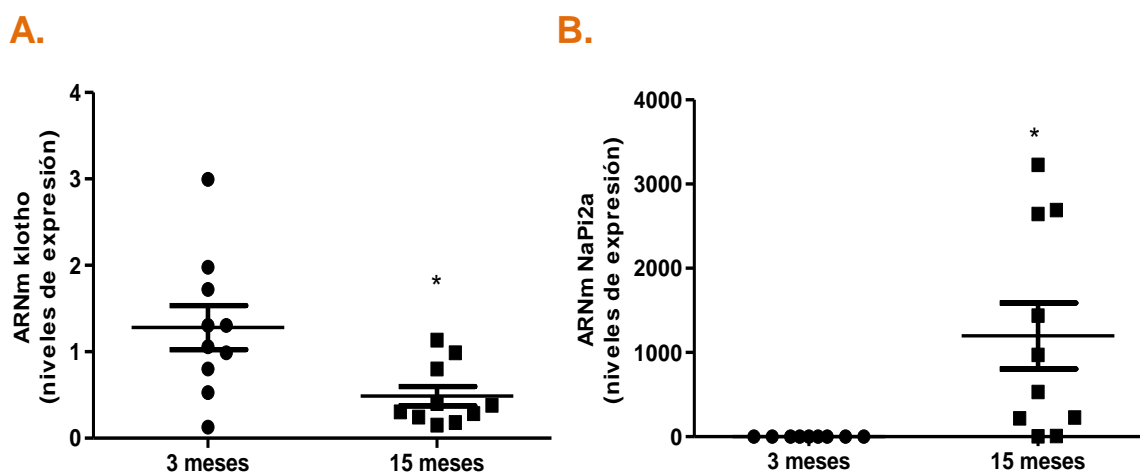 A.
ARNm klotho
(niveles de expresión)
4
3
2
1
0
*
3 meses
15 meses
B.
ARNm NaPi2a
(niveles de expresión)
4000
3000
2000
1000
0
*
3 meses
15 meses